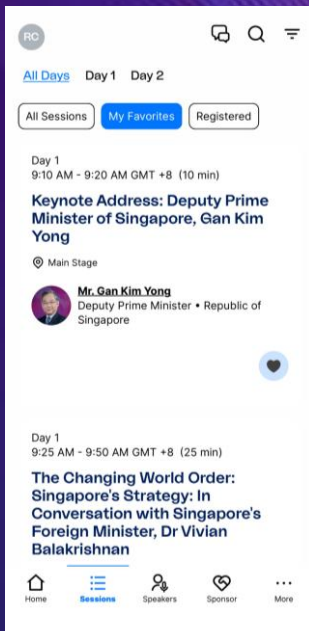 RC
All Days Day 1 Day 2
All Sessions My Favorites Registered
Day 1
9:10 AM - 9:20 AM GMT +8 (10 min)
Keynote Address: Deputy Prime
Minister of Singapore, Gan Kim
Yong
Main Stage
Mr. Gan Kim Yong
Deputy Prime Minister • Republic of
Singapore
Day 1
9:25 AM - 9:50 AM GMT +8 (25 min)
The Changing World Order:
Singapore's Strategy: In
Conversation with Singapore's
Foreign Minister, Dr Vivian
Balakrishnan
Home Sessions Speakers Sponsor More